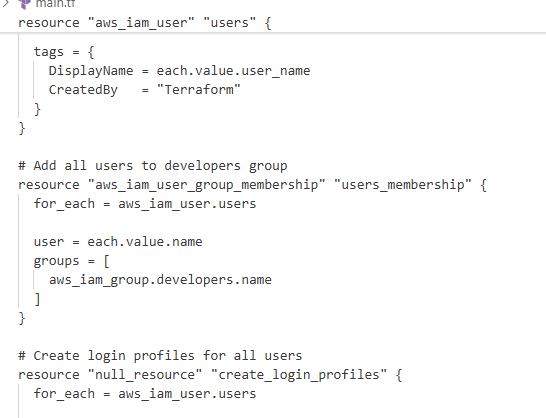 main.tf
resource "aws_iam_user" "users" {
tags = {
DisplayName = each.value.user_name
CreatedBy   = "Terraform"
}
}
# Add all users to developers group
resource "aws_iam_user_group_membership" "users_membership" {
for_each = aws_iam_user.users
user = each.value.name
groups = [
aws_iam_group.developers.name
]
}
# Create login profiles for all users
resource "null_resource" "create_login_profiles" {
for_each = aws_iam_user.users